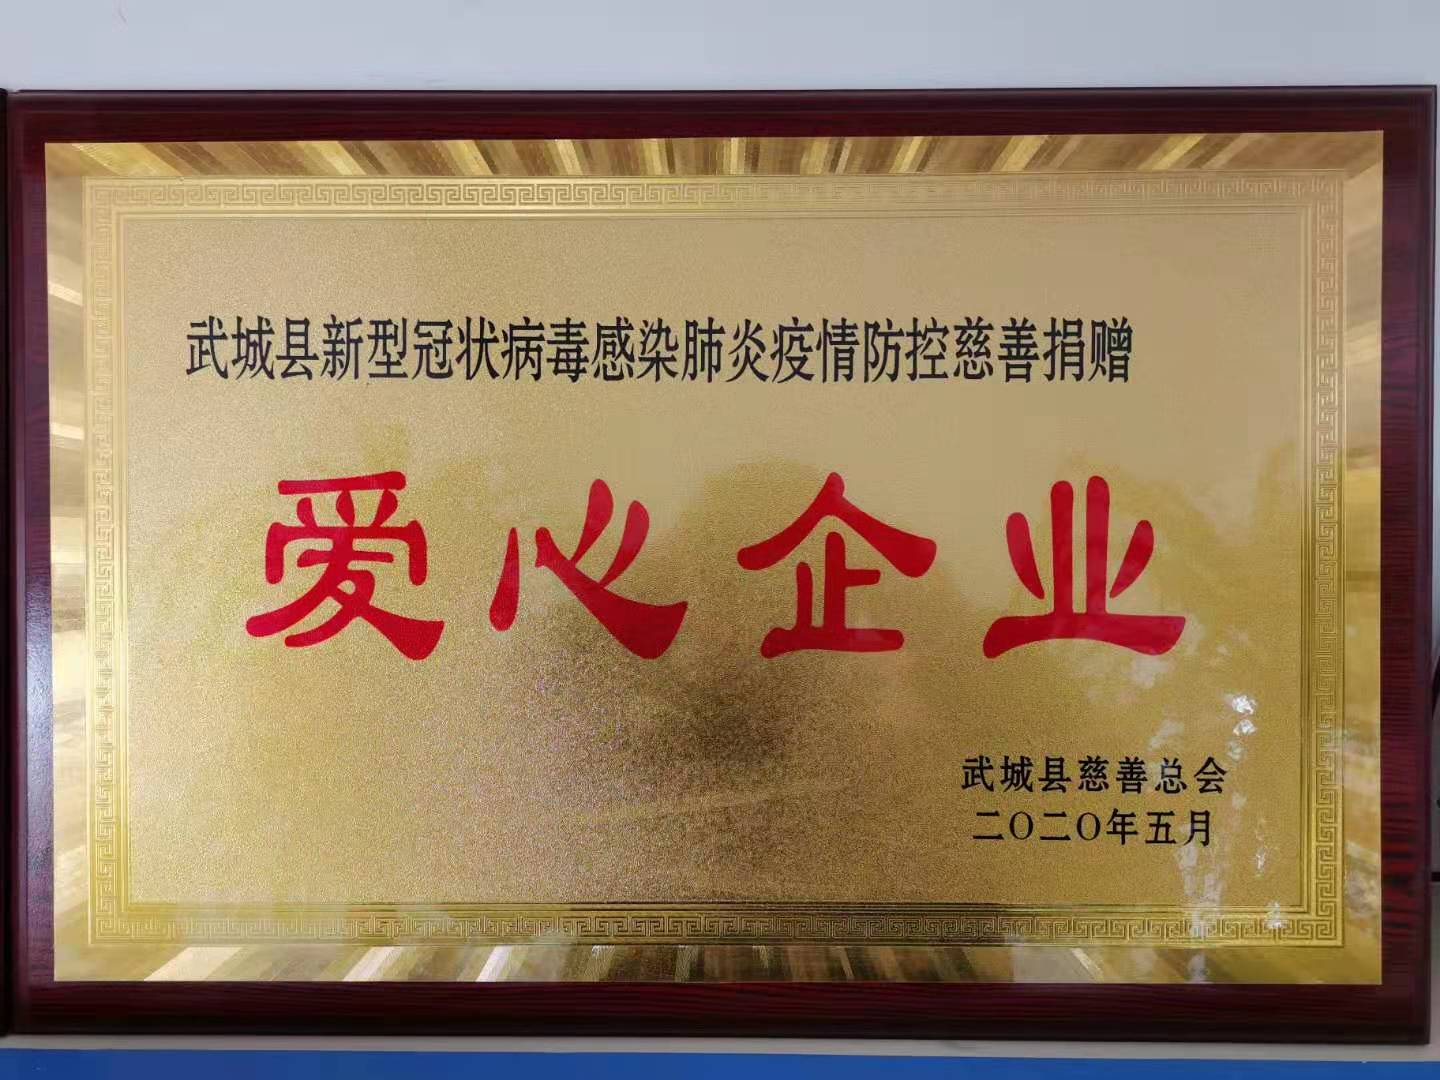 武城县新型冠状病毒感染肺炎疫情防控慈善捐赠
爱心企业
武城县慈善总会
二〇二〇年五月